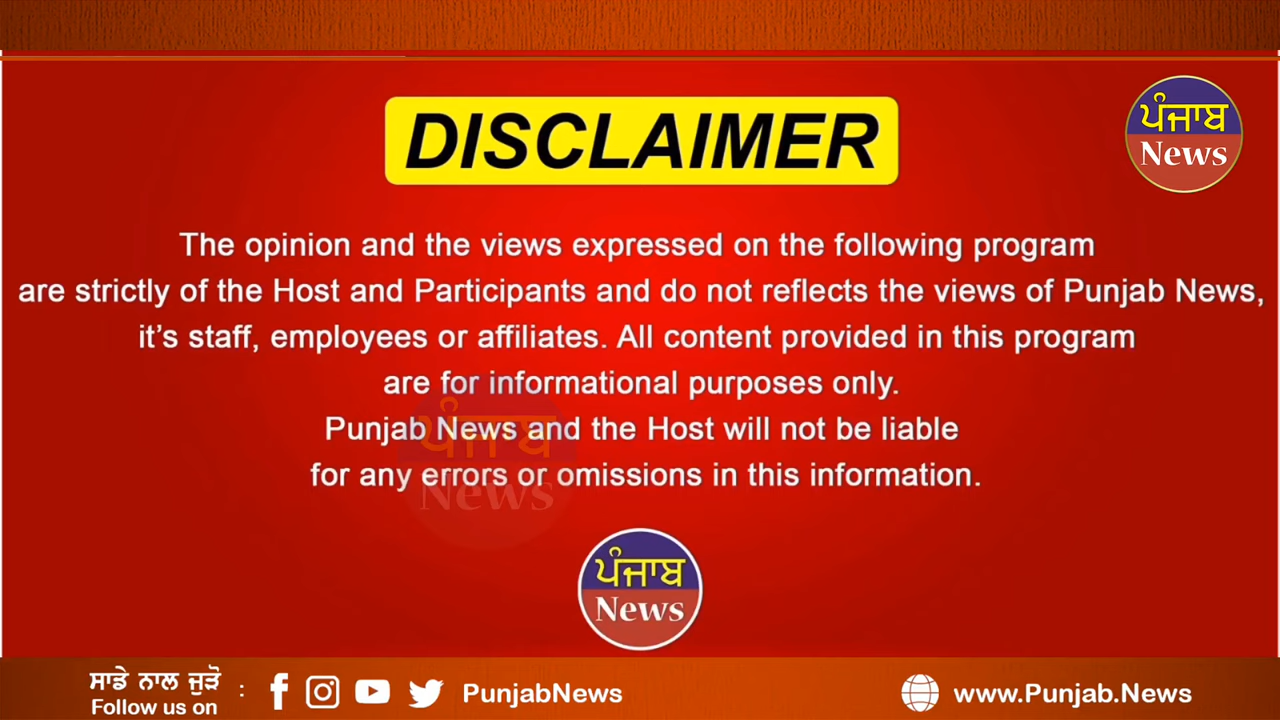 DISCLAIMER
ਪੰਜਾਬ
News
The opinion and the views expressed on the following program
are strictly of the Host and Participants and do not reflects the views of Punjab News,
it’s staff, employees or affiliates. All content provided in this program
are for informational purposes only.
Punjab News and the Host will not be liable
for any errors or omissions in this information.
ਪੰਜਾਬ
News
ਪੰਜਾਬ
News
ਸਾਡੇ ਨਾਲ ਜੁੜੋ
Follow us on :
PunjabNews
www.Punjab.News